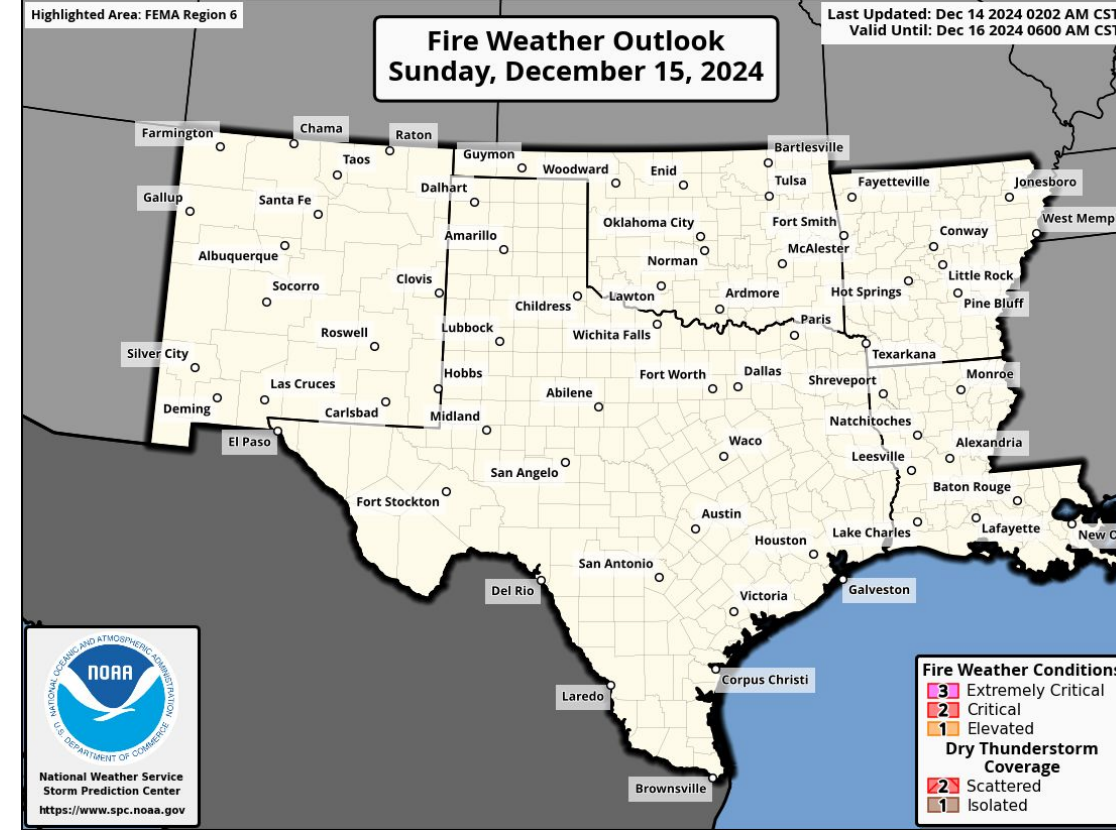 Highlighted Area: FEMA Region 6
Fire Weather Outlook
Sunday, December 15, 2024
Last Updated: Dec 14 2024 0202 AM CST
Valid Until: Dec 16 2024 0600 AM CST
Farmington
Chama
Raton
Taos
Guymon
Woodward
Enid
Bartlesville
Tulsa
Fayetteville
Jonesboro
Gallup
Santa Fe
Dalhart
Oklahoma City
Fort Smith
West Memp
Albuquerque
Amarillo
Norman
McAlester
Conway
Socorro
Clovis
Childress
Lawton
Ardmore
Hot Springs
Little Rock
Pine Bluff
Roswell
Lubbock
Wichita Falls
Paris
Texarkana
Silver City
Las Cruces
Hobbs
Abilene
Fort Worth
Dallas
Shreveport
Monroe
Deming
Carlsbad
Midland
Natchitoches
El Paso
San Angelo
Waco
Leesville
Alexandria
Fort Stockton
Austin
Baton Rouge
Houston
Lake Charles
Lafayette
New O
Del Rio
San Antonio
Galveston
Victoria
Laredo
Corpus Christi
Brownsville
NATIONAL OCEANIC AND ATMOSPHERIC ADMINISTRATION
NOAA
U.S. DEPARTMENT OF COMMERCE
National Weather Service
Storm Prediction Center
https://www.spc.noaa.gov
Fire Weather Conditions
3 Extremely Critical
2 Critical
1 Elevated
Dry Thunderstorm
Coverage
2 Scattered
1 Isolated